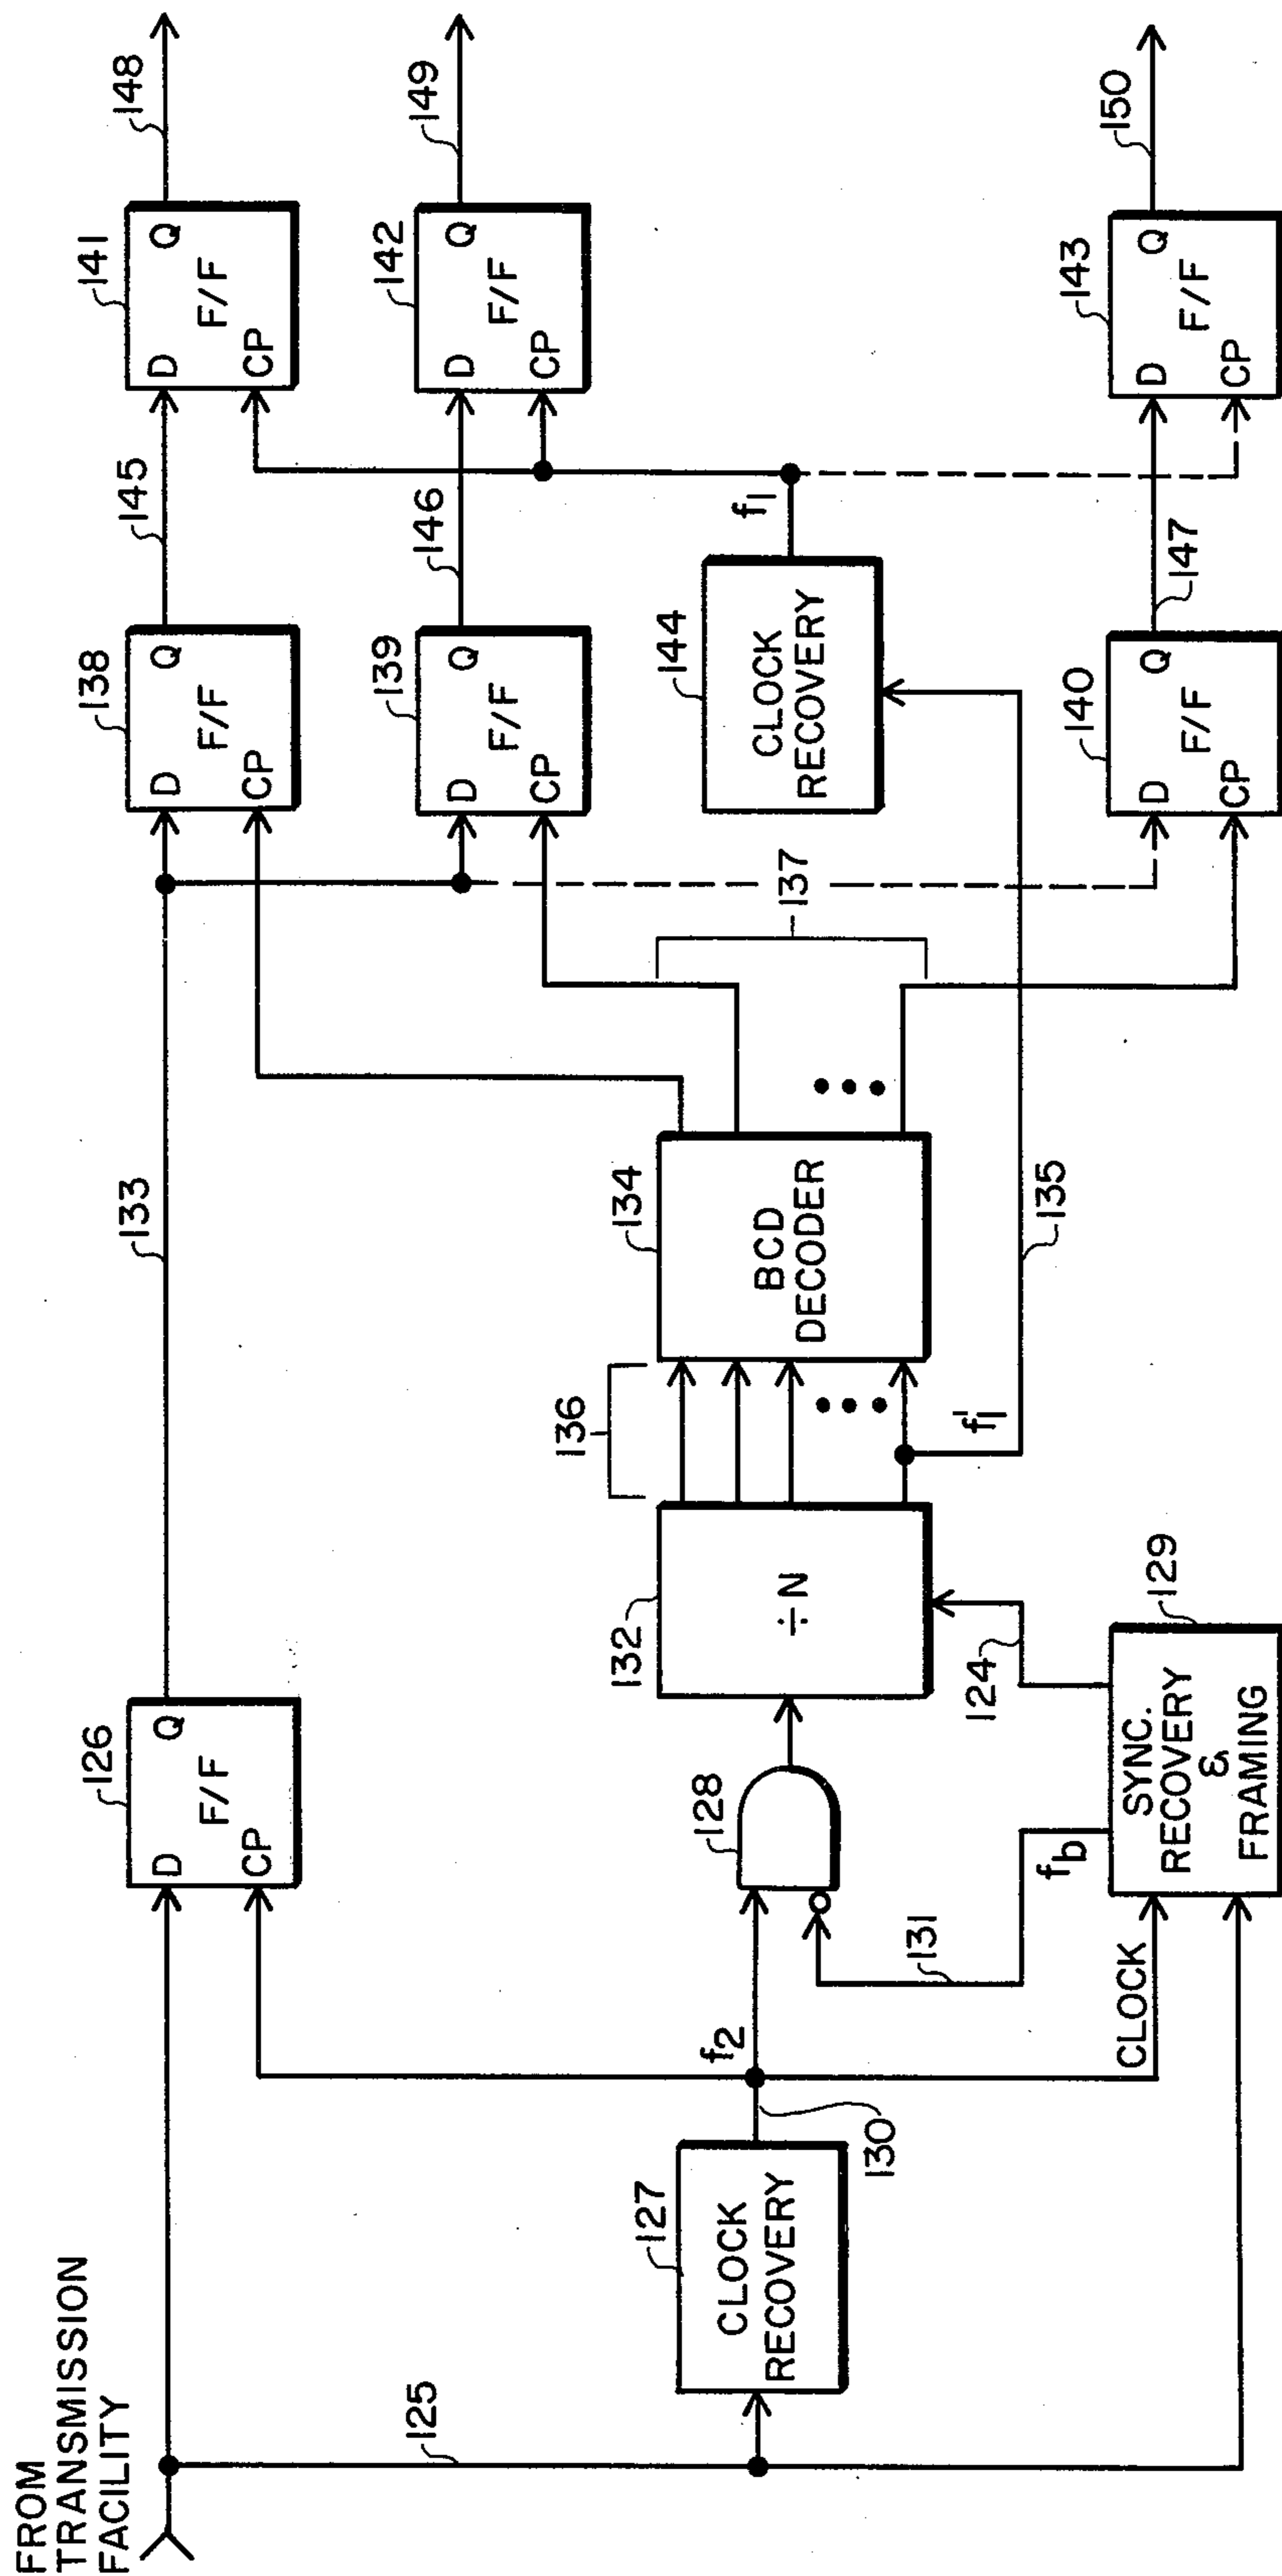 FROM
TRANSMISSION
FACILITY
125
126
D
Q
F/F
CP
133
127
CLOCK
RECOVERY
130
f2
CLOCK
131
fb
128
129
SYNC.
RECOVERY
&
FRAMING
124
132
÷N
136
f1'
134
BCD
DECODER
135
137
138
D
Q
F/F
CP
139
D
Q
F/F
CP
140
D
Q
F/F
CP
144
CLOCK
RECOVERY
f1
145
146
147
141
D
Q
F/F
CP
142
D
Q
F/F
CP
143
D
Q
F/F
CP
148
149
150